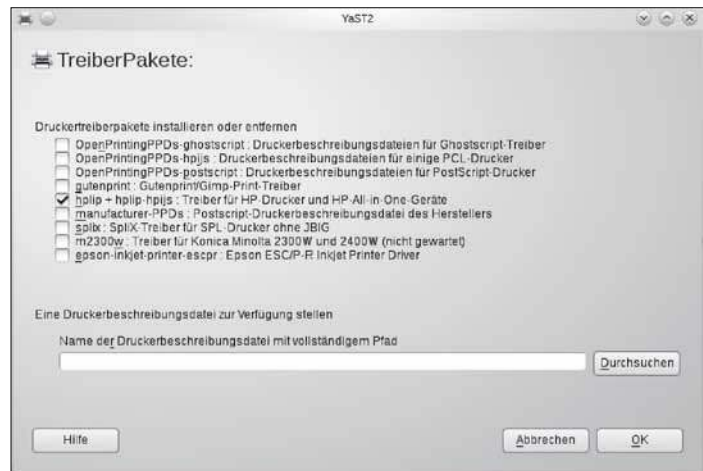 YaST2
TreiberPakete:
Druckertreiberpakete installieren oder entfernen
OpenPrintingPPDs-ghostscript : Druckerbeschreibungsdateien für Ghostscript-Treiber
OpenPrintingPPDs-hpijs : Druckerbeschreibungsdateien für einige PCL-Drucker
OpenPrintingPPDs-postscript : Druckerbeschreibungsdateien für PostScript-Drucker
gutenprint : Gutenprint/Gimp-Print-Treiber
hplip + hplip-hpijs : Treiber für HP-Drucker und HP-All-in-One-Geräte
manufacturer-PPDs : Postscript-Druckerbeschreibungsdatei des Herstellers
splix : SpliX-Treiber für SPL-Drucker ohne JBIG
m2300w : Treiber für Konica Minolta 2300W und 2400W (nicht gewartet)
epson-inkjet-printer-escpr : Epson ESC/P-R Inkjet Printer Driver
Eine Druckerbeschreibungsdatei zur Verfügung stellen
Name der Druckerbeschreibungsdatei mit vollständigem Pfad
Durchsuchen
Hilfe
Abbrechen
OK